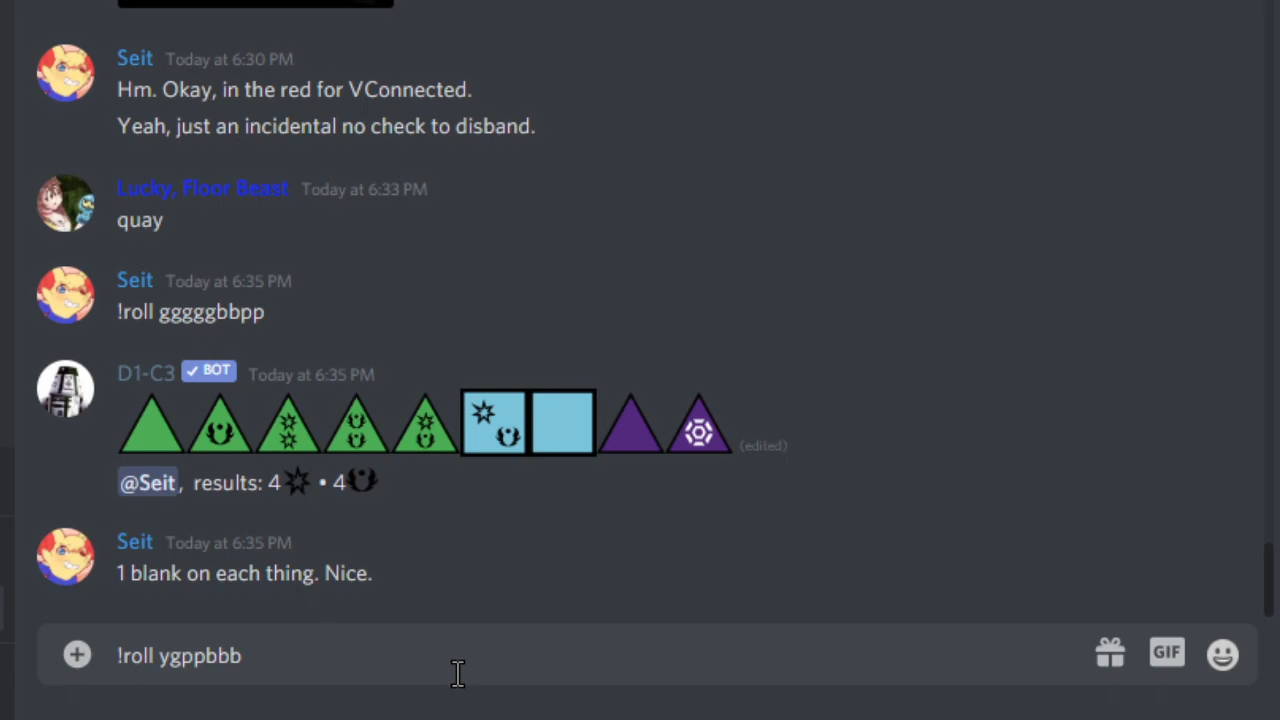 Seit Today at 6:30 PM
Hm. Okay, in the red for VConnected.
Yeah, just an incidental no check to disband.
Lucky, Floor Beast Today at 6:33 PM
quay
Seit Today at 6:35 PM
!roll gggggbbpp
D1-C3 BOT Today at 6:35 PM
(edited)
@Seit, results: 4 • 4
Seit Today at 6:35 PM
1 blank on each thing. Nice.
!roll ygppbbb
GIF